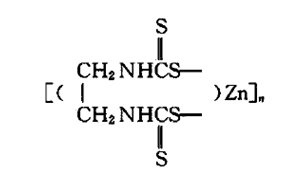 S
CH₂NHCS—
[( )Zn]ₙ
CH₂NHCS—
S